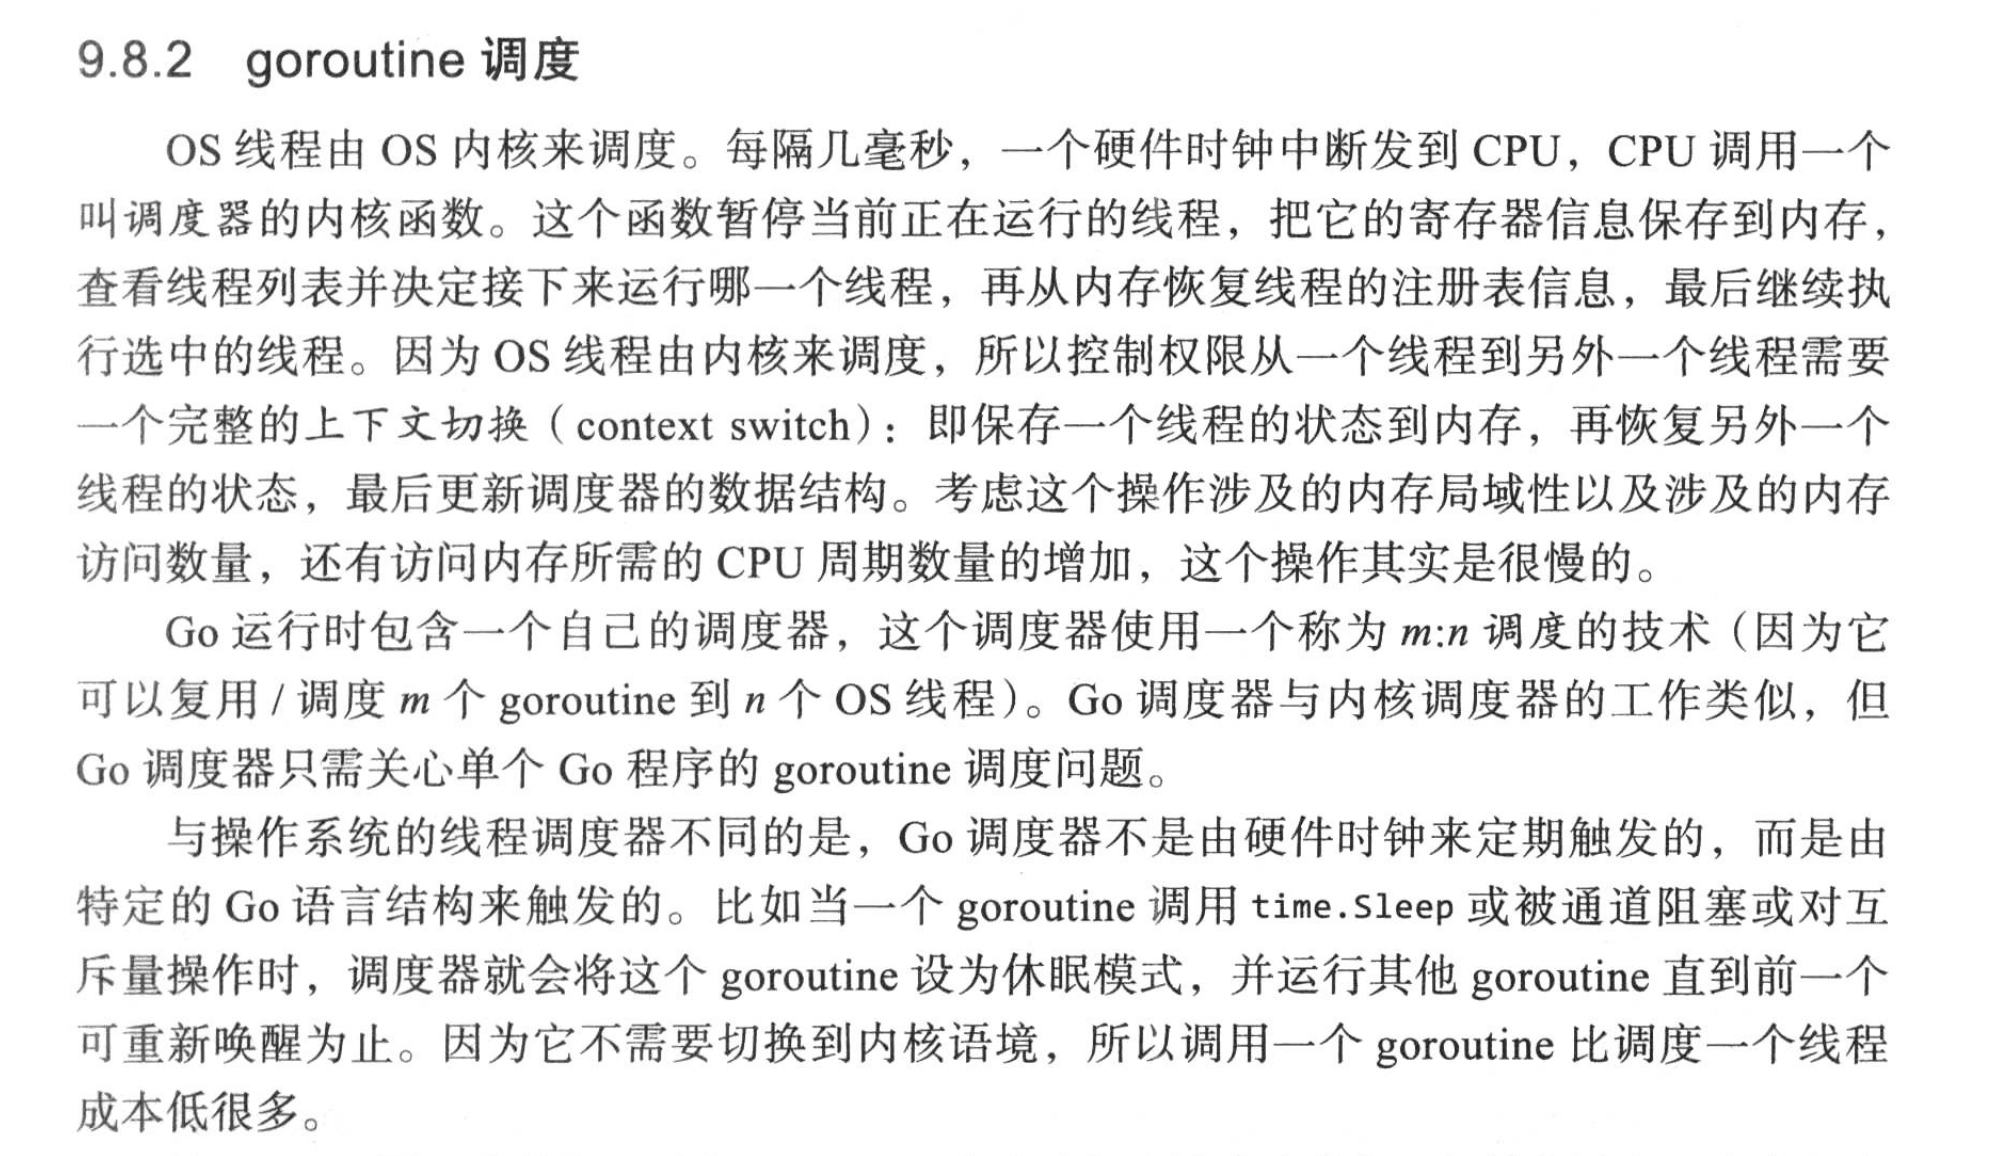 9.8.2 goroutine 调度
OS 线程由 OS 内核来调度。每隔几毫秒，一个硬件时钟中断发到 CPU，CPU 调用一个
叫调度器的内核函数。这个函数暂停当前正在运行的线程，把它的寄存器信息保存到内存，
查看线程列表并决定接下来运行哪一个线程，再从内存恢复线程的注册表信息，最后继续执
行选中的线程。因为 OS 线程由内核来调度，所以控制权限从一个线程到另外一个线程需要
一个完整的上下文切换（context switch）：即保存一个线程的状态到内存，再恢复另外一个
线程的状态，最后更新调度器的数据结构。考虑这个操作涉及的内存局域性以及涉及的内存
访问数量，还有访问内存所需的 CPU 周期数量的增加，这个操作其实是很慢的。
Go 运行时包含一个自己的调度器，这个调度器使用一个称为 m:n 调度的技术（因为它
可以复用 / 调度 m 个 goroutine 到 n 个 OS 线程）。Go 调度器与内核调度器的工作类似，但
Go 调度器只需关心单个 Go 程序的 goroutine 调度问题。
与操作系统的线程调度器不同的是，Go 调度器不是由硬件时钟来定期触发的，而是由
特定的 Go 语言结构来触发的。比如当一个 goroutine 调用 time.Sleep 或被通道阻塞或对互
斥量操作时，调度器就会将这个 goroutine 设为休眠模式，并运行其他 goroutine 直到前一个
可重新唤醒为止。因为它不需要切换到内核语境，所以调用一个 goroutine 比调度一个线程
成本低很多。